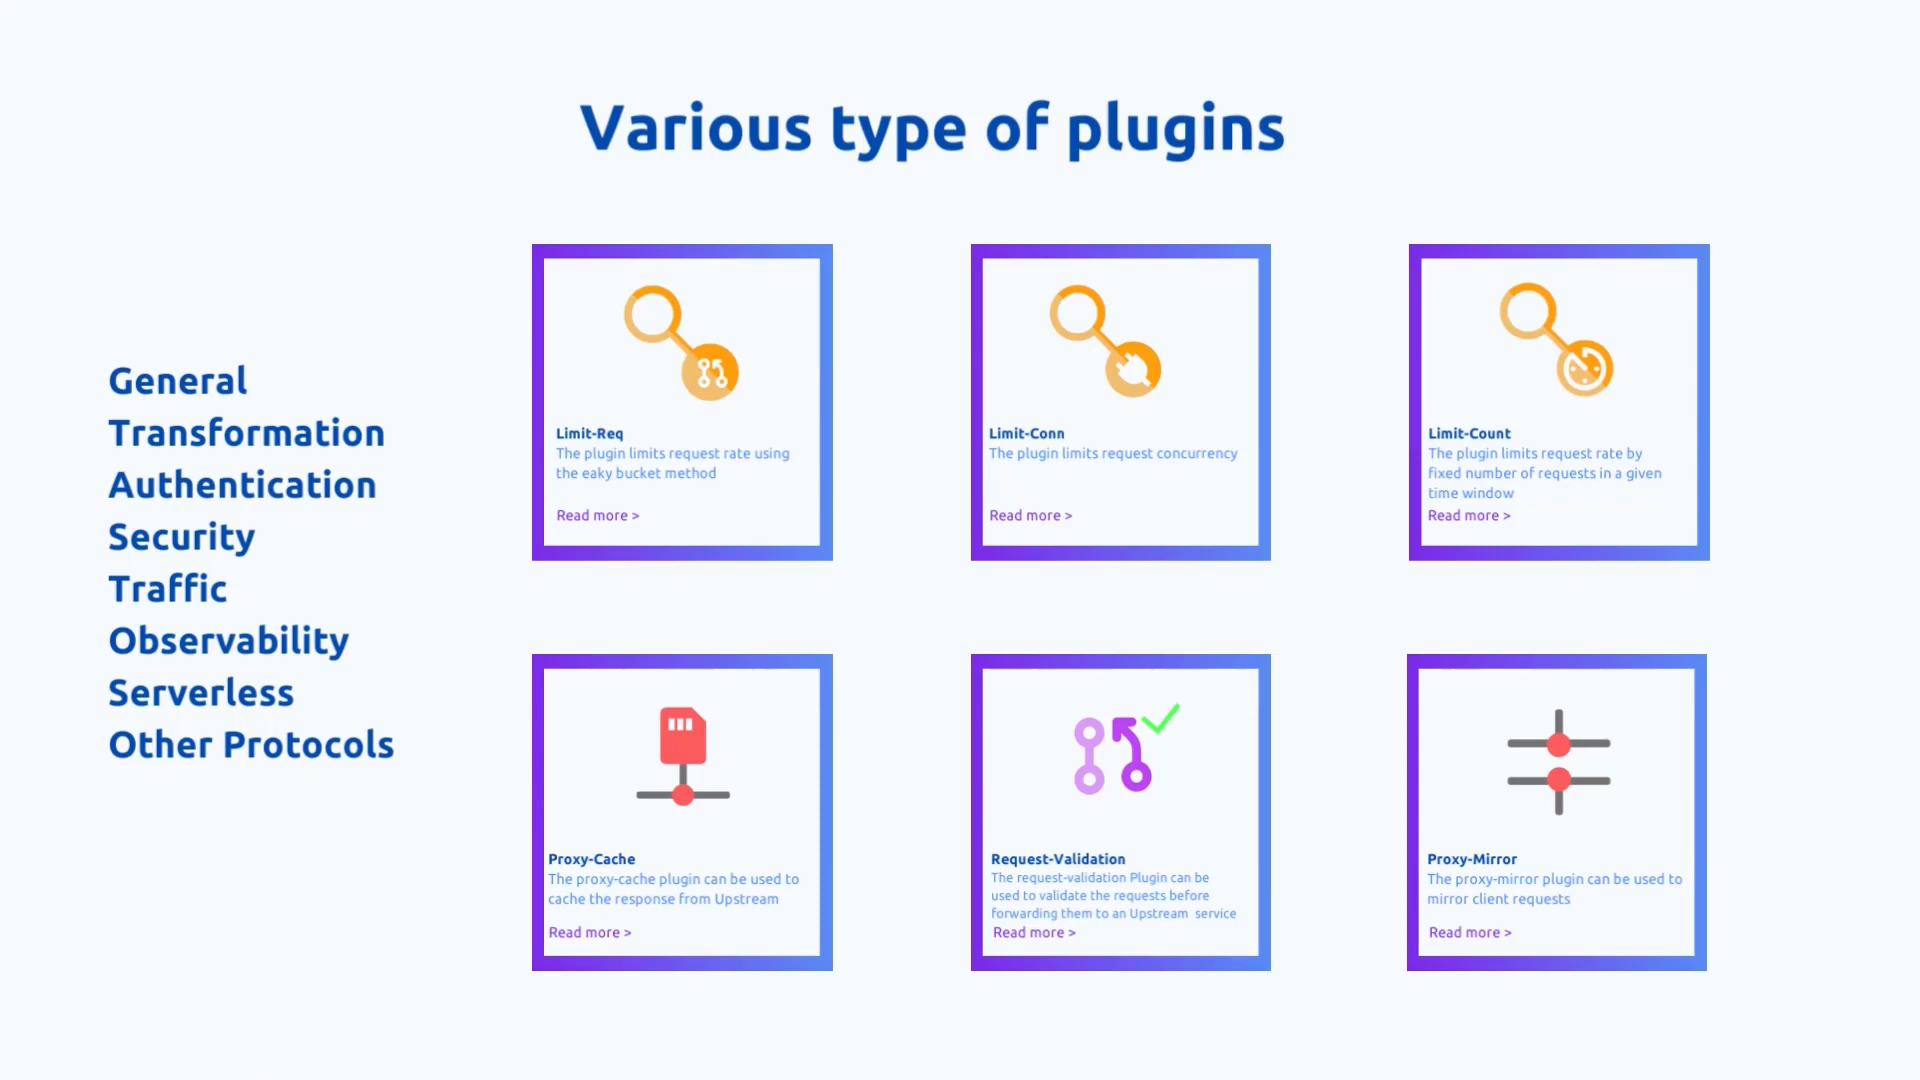 Various type of plugins
General
Transformation
Authentication
Security
Traffic
Observability
Serverless
Other Protocols
Limit-Req
The plugin limits request rate using
the eaky bucket method
Read more >
Limit-Conn
The plugin limits request concurrency
Read more >
Limit-Count
The plugin limits request rate by
fixed number of requests in a given
time window
Read more >
Proxy-Cache
The proxy-cache plugin can be used to
cache the response from Upstream
Read more >
Request-Validation
The request-validation Plugin can be
used to validate the requests before
forwarding them to an Upstream service
Read more >
Proxy-Mirror
The proxy-mirror plugin can be used to
mirror client requests
Read more >